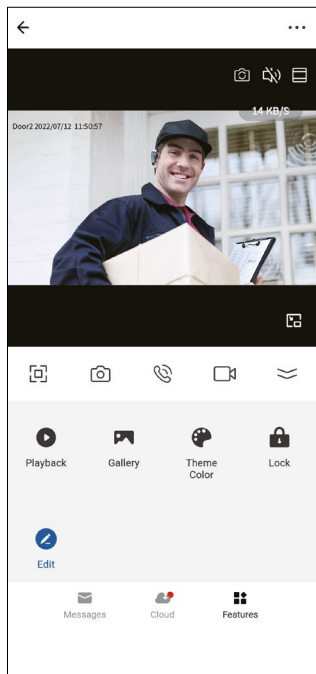 14 KB/S
Door2 2022/07/12 11:50:57
Playback
Gallery
Theme
Color
Lock
Edit
Messages
Cloud
Features